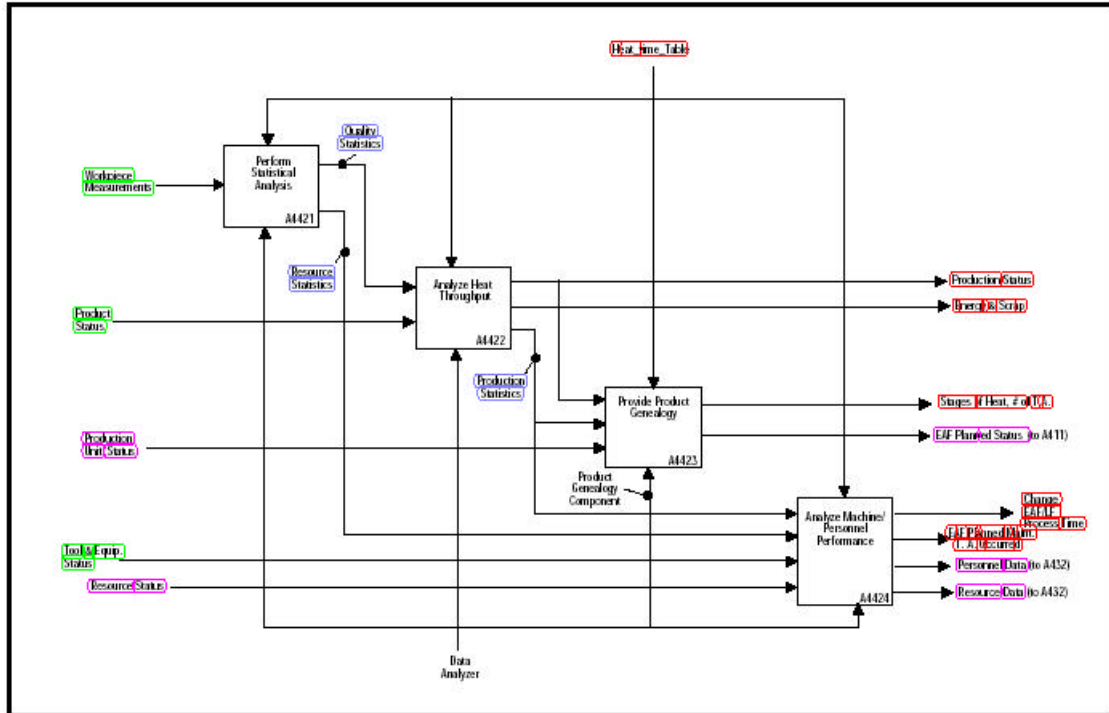 Heat_time_Table
Quality
Statistics
Perform
Statistical
Analysis
A4421
Workpiece
Measurements
Resource
Statistics
Analyze Heat
Throughput
A4422
Production Status
Energy & Scrap
Product
Status
Production
Statistics
Provide Product
Genealogy
A4423
Stages of Heat, # of T.A.
EAF Planned Status (to A411)
Production
Unit Status
Product
Genealogy
Component
Analyze Machine/
Personnel
Performance
A4424
Change
EAF/LF
Process Time
EAF Planned Maint.
T. A. Occurred
Tool & Equip.
Status
Personnel Data (to A432)
Resource Status
Resource Data (to A432)
Data
Analyzer